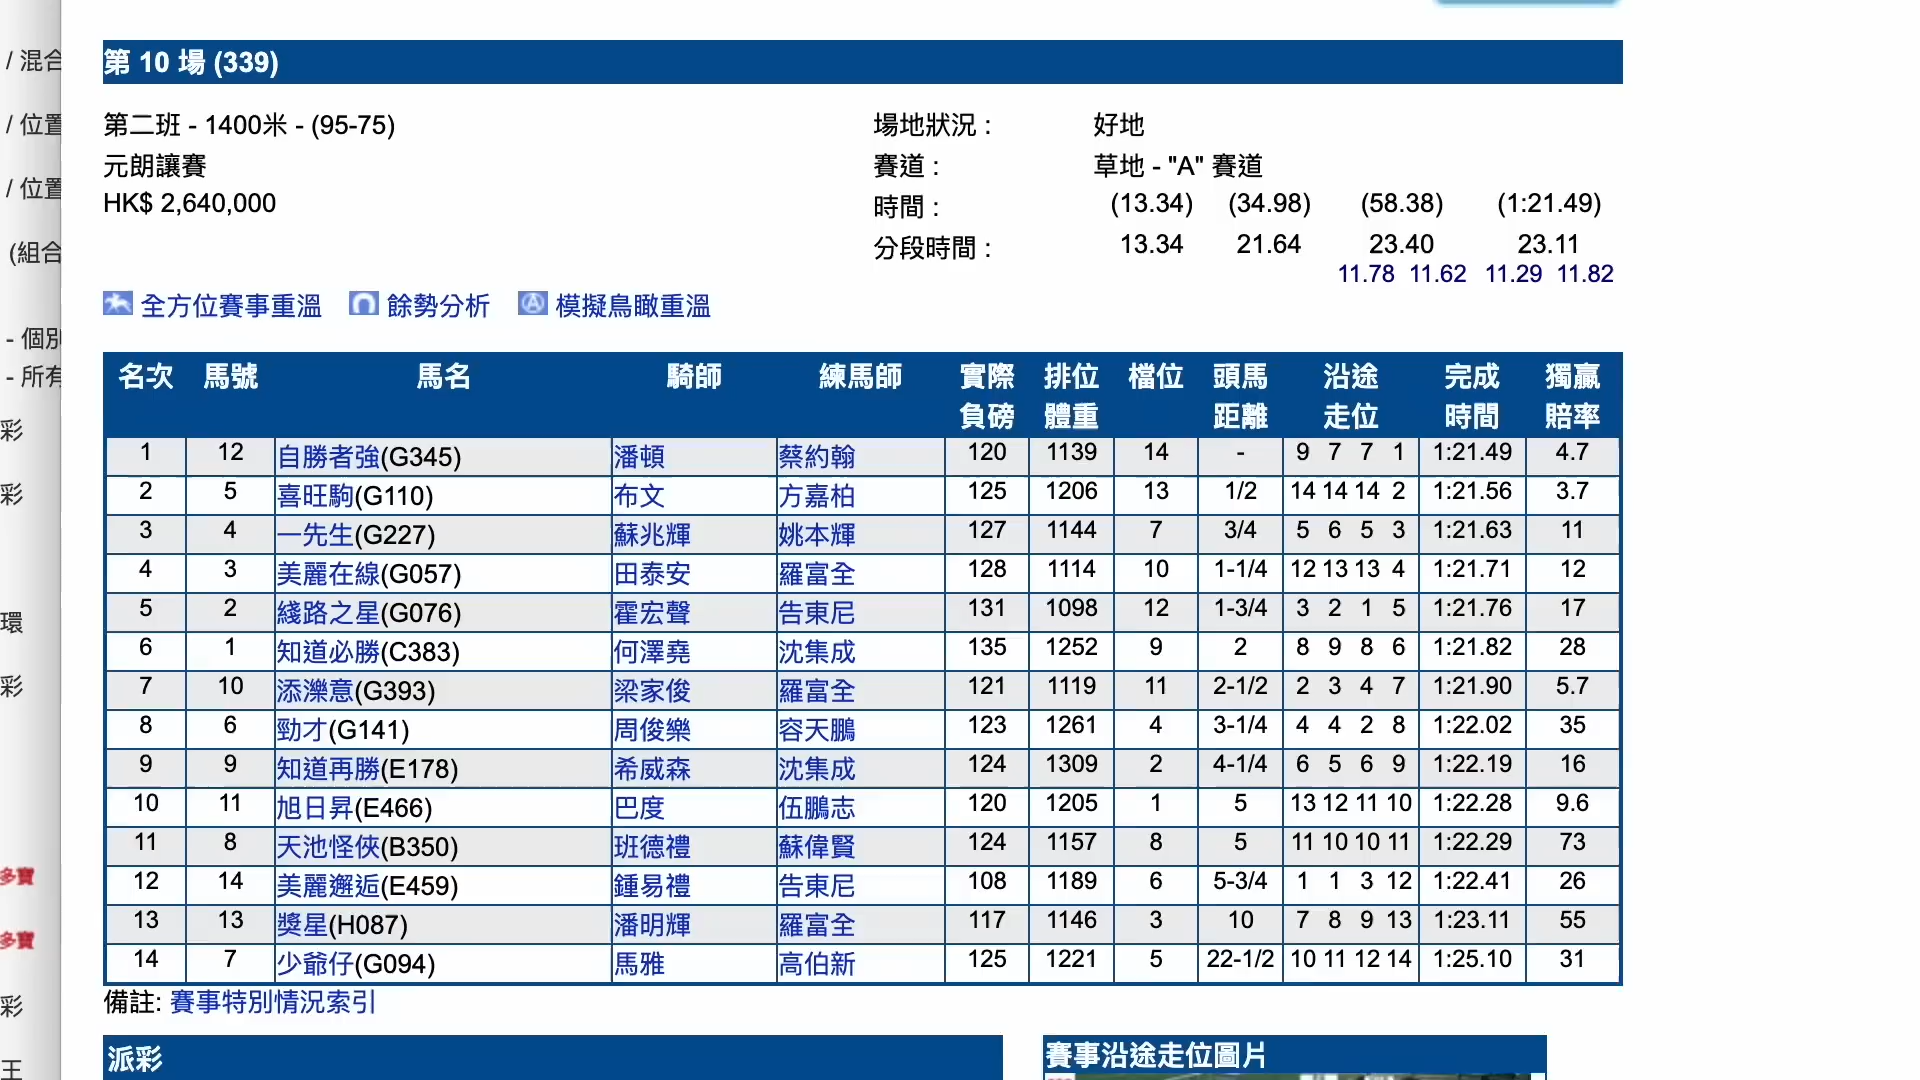 第 10 場 (339)
/ 混合
/ 位置
/ 位置
(組合
- 個別
- 所有
彩
彩
環
彩
多寶
多寶
彩
王
第二班 - 1400米 - (95-75)
元朗讓賽
HK$ 2,640,000
場地狀況 : 好地
賽道 : 草地 - "A" 賽道
時間 : (13.34) (34.98) (58.38) (1:21.49)
分段時間 : 13.34 21.64 23.40 23.11
11.78 11.62 11.29 11.82
全方位賽事重溫 餘勢分析 模擬鳥瞰重溫
名次 馬號 馬名 騎師 練馬師 實際負磅 排位體重 檔位 頭馬距離 沿途走位 完成時間 獨贏賠率
1 12 自勝者強(G345) 潘頓 蔡約翰 120 1139 14 - 9 7 7 1 1:21.49 4.7
2 5 喜旺駒(G110) 布文 方嘉柏 125 1206 13 1/2 14 14 14 2 1:21.56 3.7
3 4 一先生(G227) 蘇兆輝 姚本輝 127 1144 7 3/4 5 6 5 3 1:21.63 11
4 3 美麗在線(G057) 田泰安 羅富全 128 1114 10 1-1/4 12 13 13 4 1:21.71 12
5 2 綫路之星(G076) 霍宏聲 告東尼 131 1098 12 1-3/4 3 2 1 5 1:21.76 17
6 1 知道必勝(C383) 何澤堯 沈集成 135 1252 9 2 8 9 8 6 1:21.82 28
7 10 添濼意(G393) 梁家俊 羅富全 121 1119 11 2-1/2 2 3 4 7 1:21.90 5.7
8 6 勁才(G141) 周俊樂 容天鵬 123 1261 4 3-1/4 4 4 2 8 1:22.02 35
9 9 知道再勝(E178) 希威森 沈集成 124 1309 2 4-1/4 6 5 6 9 1:22.19 16
10 11 旭日昇(E466) 巴度 伍鵬志 120 1205 1 5 13 12 11 10 1:22.28 9.6
11 8 天池怪俠(B350) 班德禮 蘇偉賢 124 1157 8 5 11 10 10 11 1:22.29 73
12 14 美麗邂逅(E459) 鍾易禮 告東尼 108 1189 6 5-3/4 1 1 3 12 1:22.41 26
13 13 獎星(H087) 潘明輝 羅富全 117 1146 3 10 7 8 9 13 1:23.11 55
14 7 少爺仔(G094) 馬雅 高伯新 125 1221 5 22-1/2 10 11 12 14 1:25.10 31
備註: 賽事特別情況索引
派彩
賽事沿途走位圖片